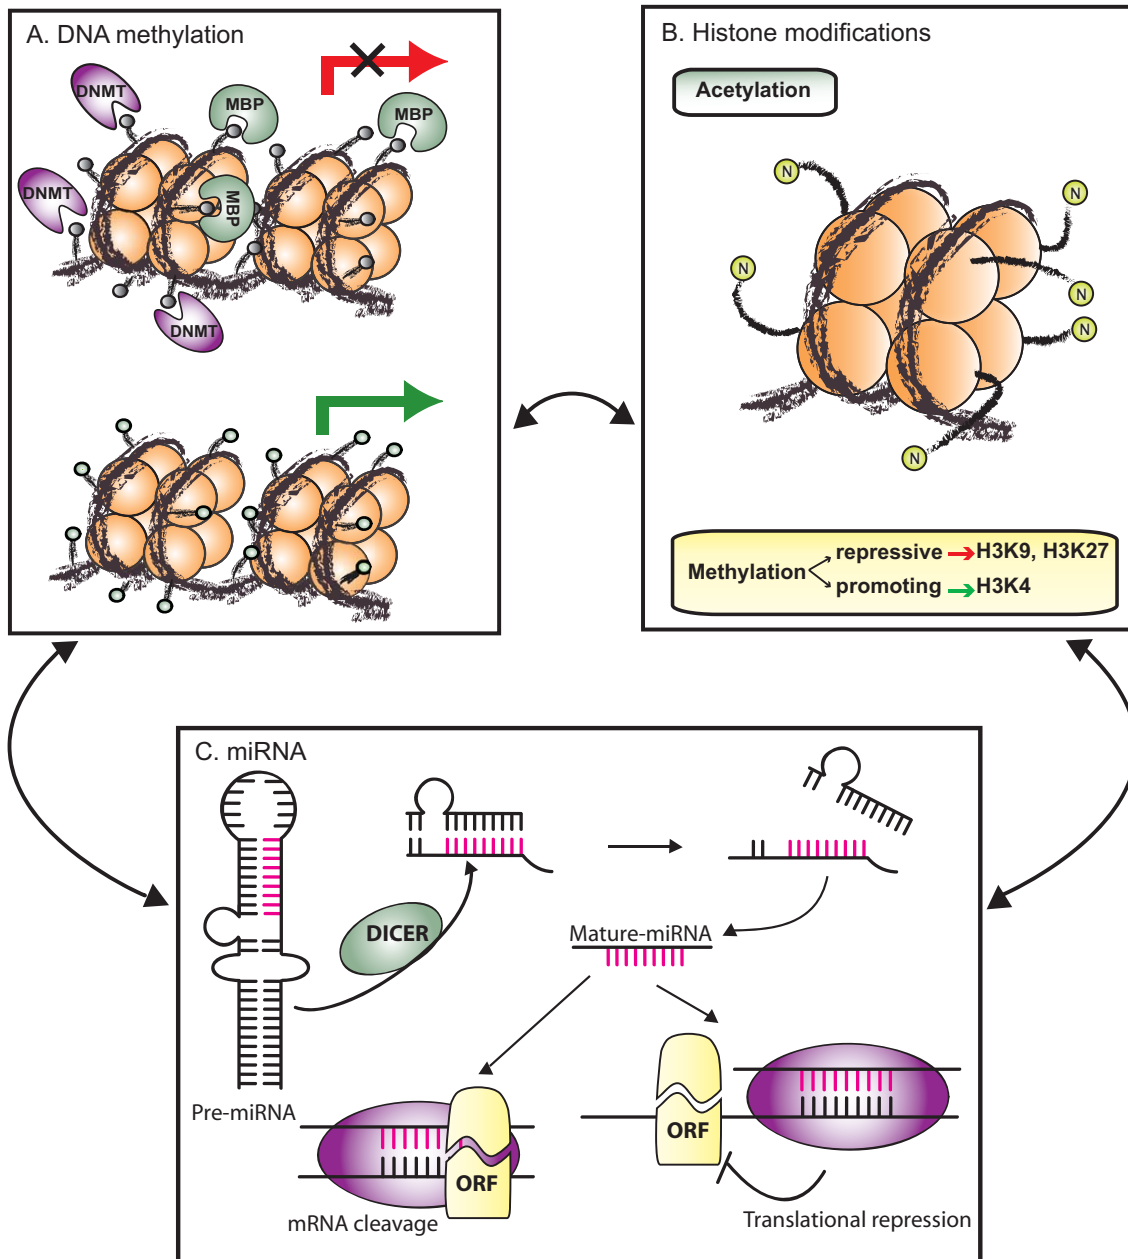 A. DNA methylation
DNMT
MBP
MBP
DNMT
MBP
DNMT
B. Histone modifications
Acetylation
N
N
N
N
N
N
Methylation
repressive
H3K9, H3K27
promoting
H3K4
C. miRNA
DICER
Mature-miRNA
Pre-miRNA
ORF
mRNA cleavage
ORF
Translational repression